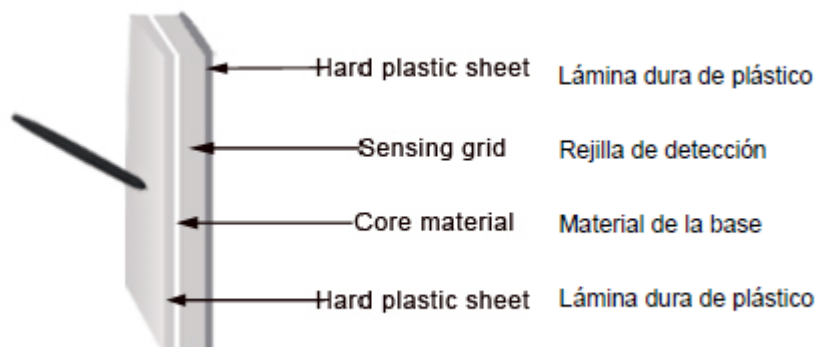 Hard plastic sheet Lámina dura de plástico
Sensing grid Rejilla de detección
Core material Material de la base
Hard plastic sheet Lámina dura de plástico